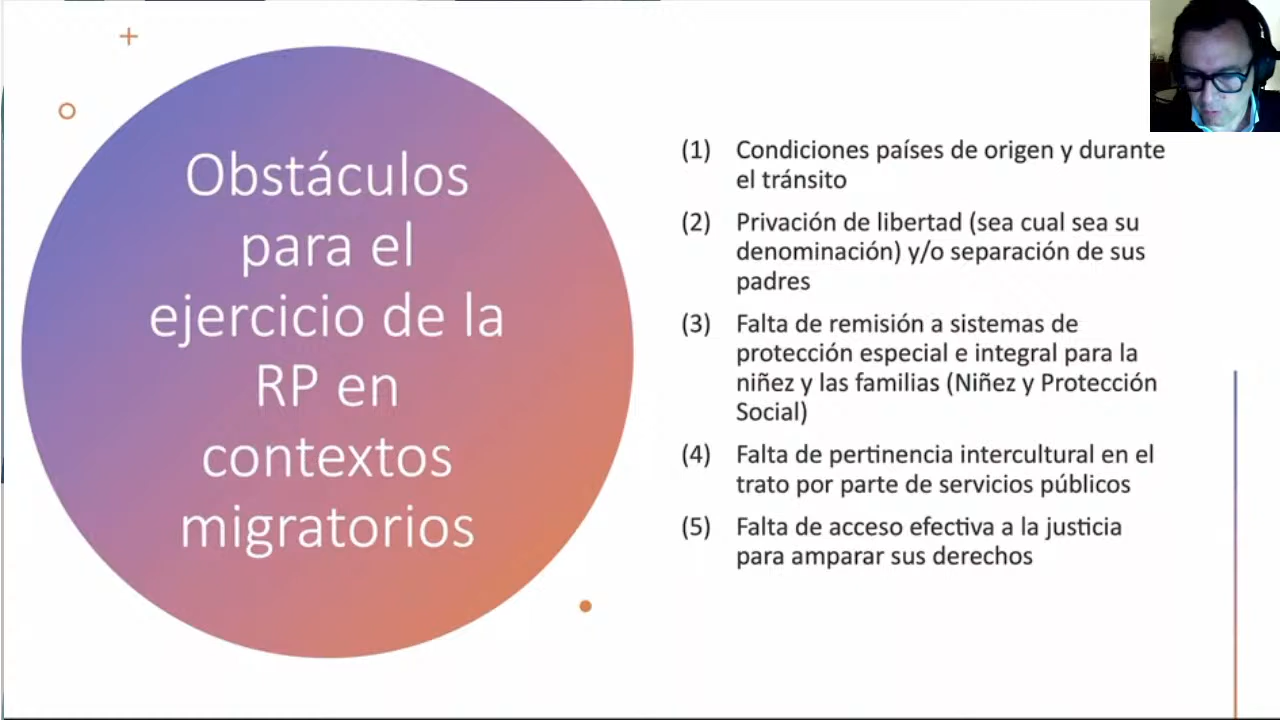 Obstáculos
para el
ejercicio de la
RP en
contextos
migratorios
(1) Condiciones países de origen y durante
el tránsito
(2) Privación de libertad (sea cual sea su
denominación) y/o separación de sus
padres
(3) Falta de remisión a sistemas de
protección especial e integral para la
niñez y las familias (Niñez y Protección
Social)
(4) Falta de pertinencia intercultural en el
trato por parte de servicios públicos
(5) Falta de acceso efectiva a la justicia
para amparar sus derechos